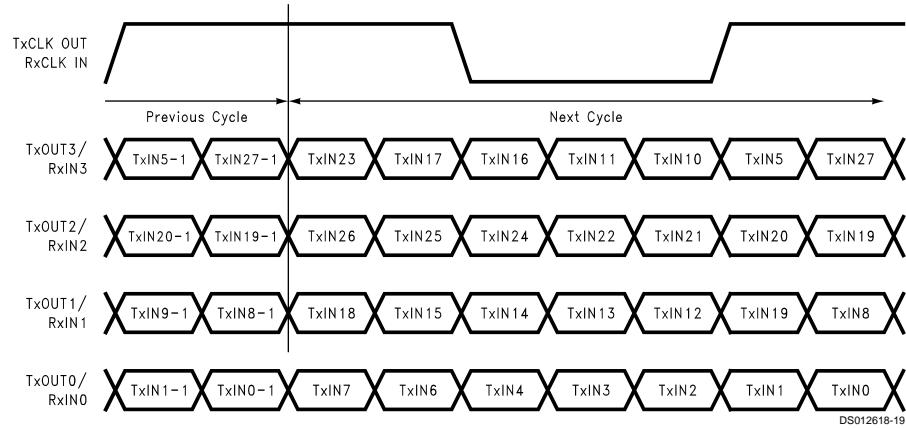 TxCLK OUT
RxCLK IN
Previous Cycle Next Cycle
TxOUT3/
RxIN3
TxIN5-1 TxIN27-1 TxIN23 TxIN17 TxIN16 TxIN11 TxIN10 TxIN5 TxIN27
TxOUT2/
RxIN2
TxIN20-1 TxIN19-1 TxIN26 TxIN25 TxIN24 TxIN22 TxIN21 TxIN20 TxIN19
TxOUT1/
RxIN1
TxIN9-1 TxIN8-1 TxIN18 TxIN15 TxIN14 TxIN13 TxIN12 TxIN19 TxIN8
TxOUT0/
RxIN0
TxIN1-1 TxIN0-1 TxIN7 TxIN6 TxIN4 TxIN3 TxIN2 TxIN1 TxIN0
DS012618-19